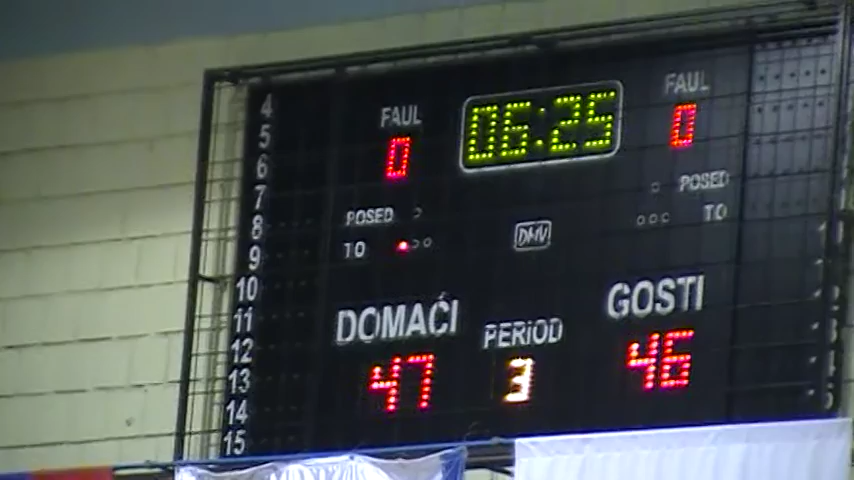 4
5
6
7
8
9
10
11
12
13
14
15
FAUL
0
06:25
FAUL
0
POSED
TO
DMV
POSED
TO
DOMAĆI
47
PERIOD
3
GOSTI
46